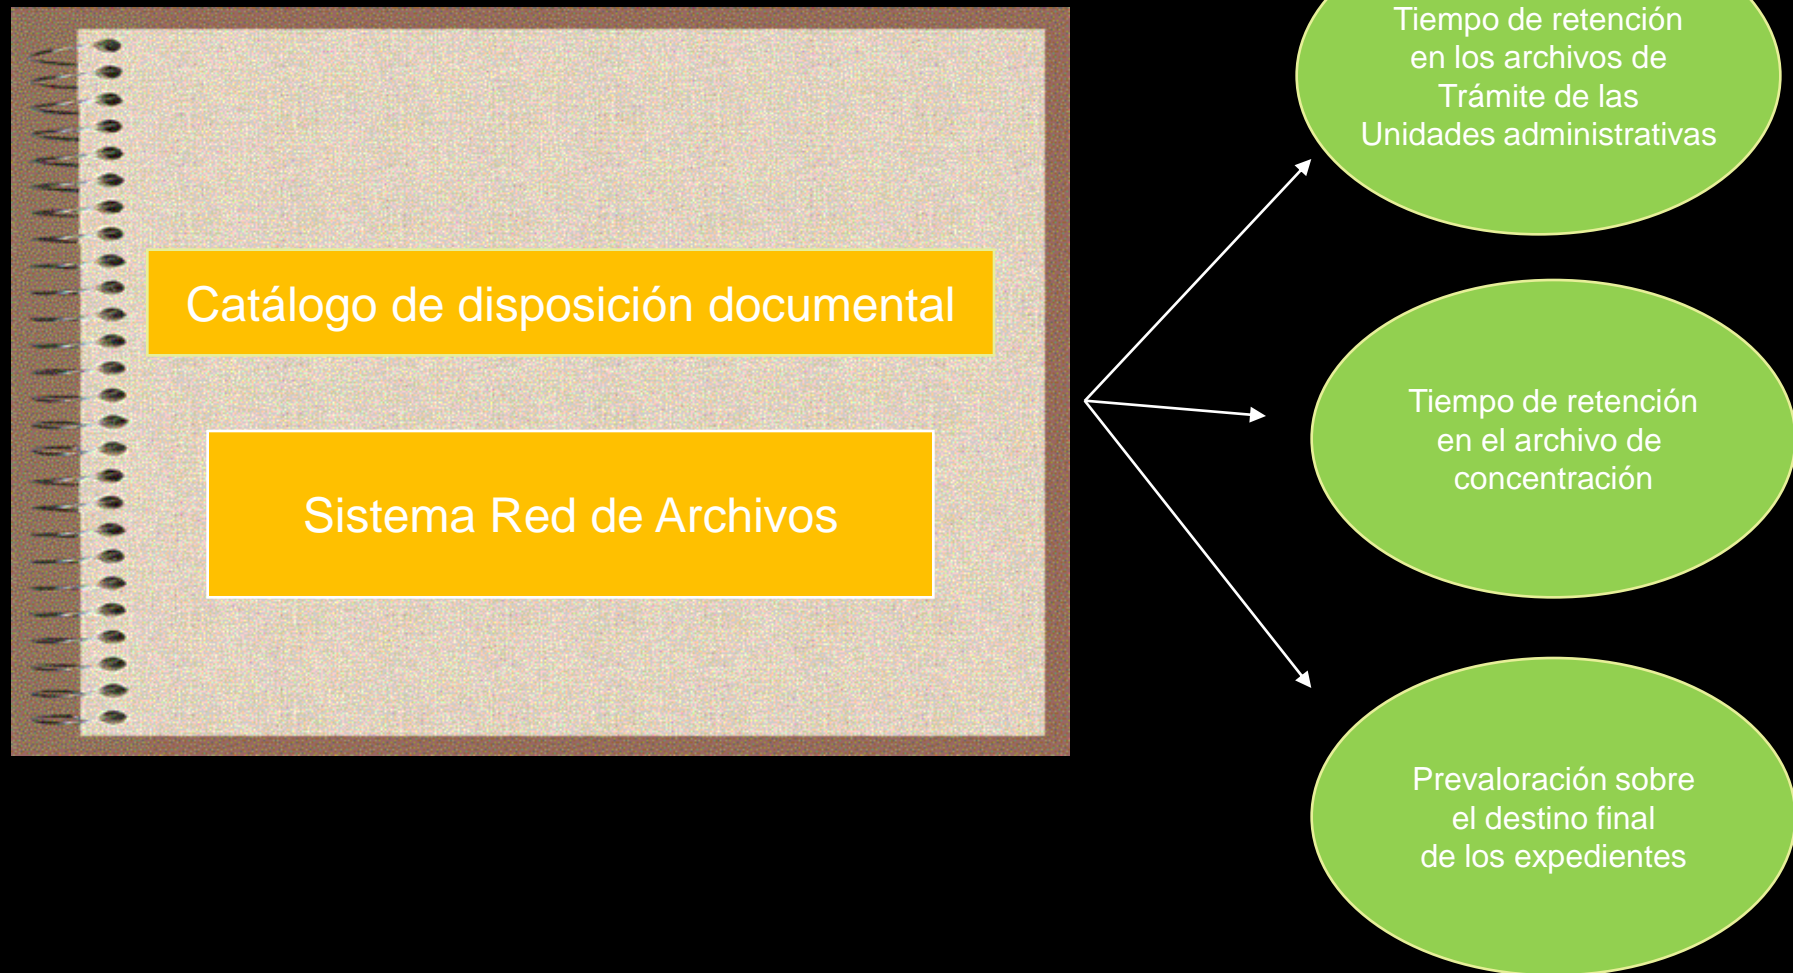 Catálogo de disposición documental
Sistema Red de Archivos
Tiempo de retención
en los archivos de
Trámite de las
Unidades administrativas
Tiempo de retención
en el archivo de
concentración
Prevaloración sobre
el destino final
de los expedientes